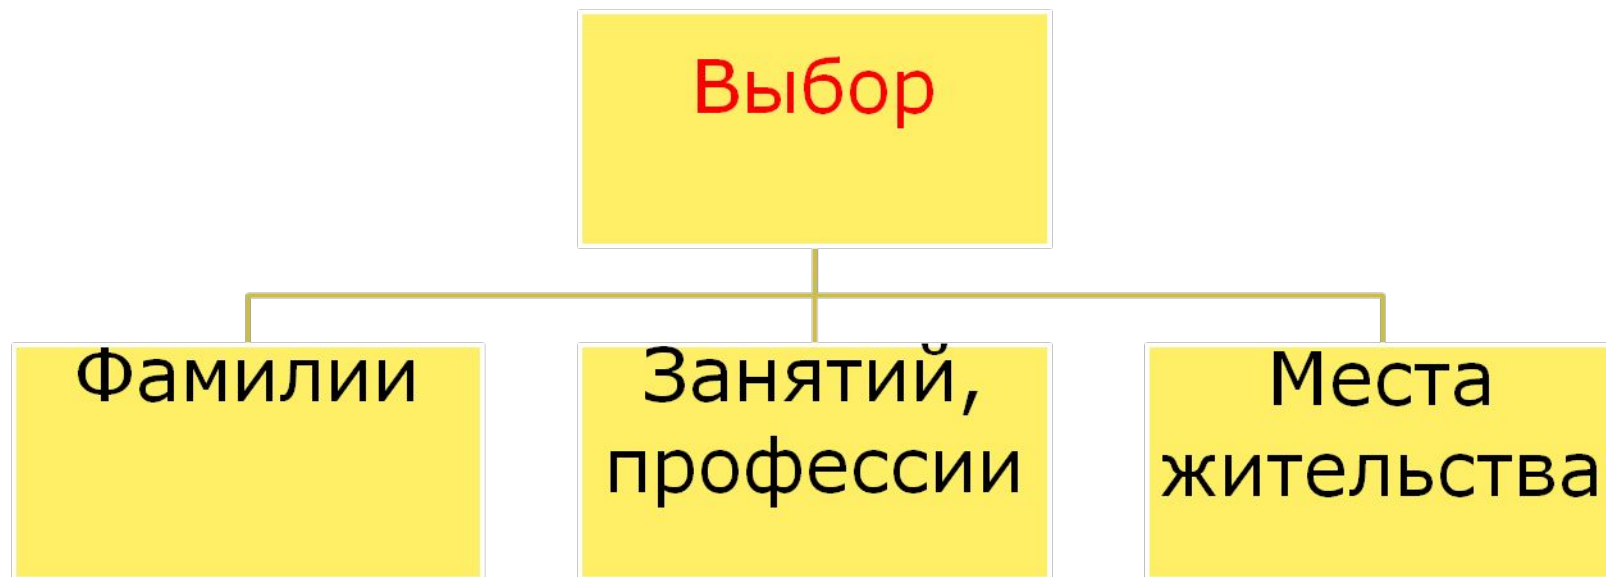 Выбор
Фамилии
Занятий,
профессии
Места
жительства